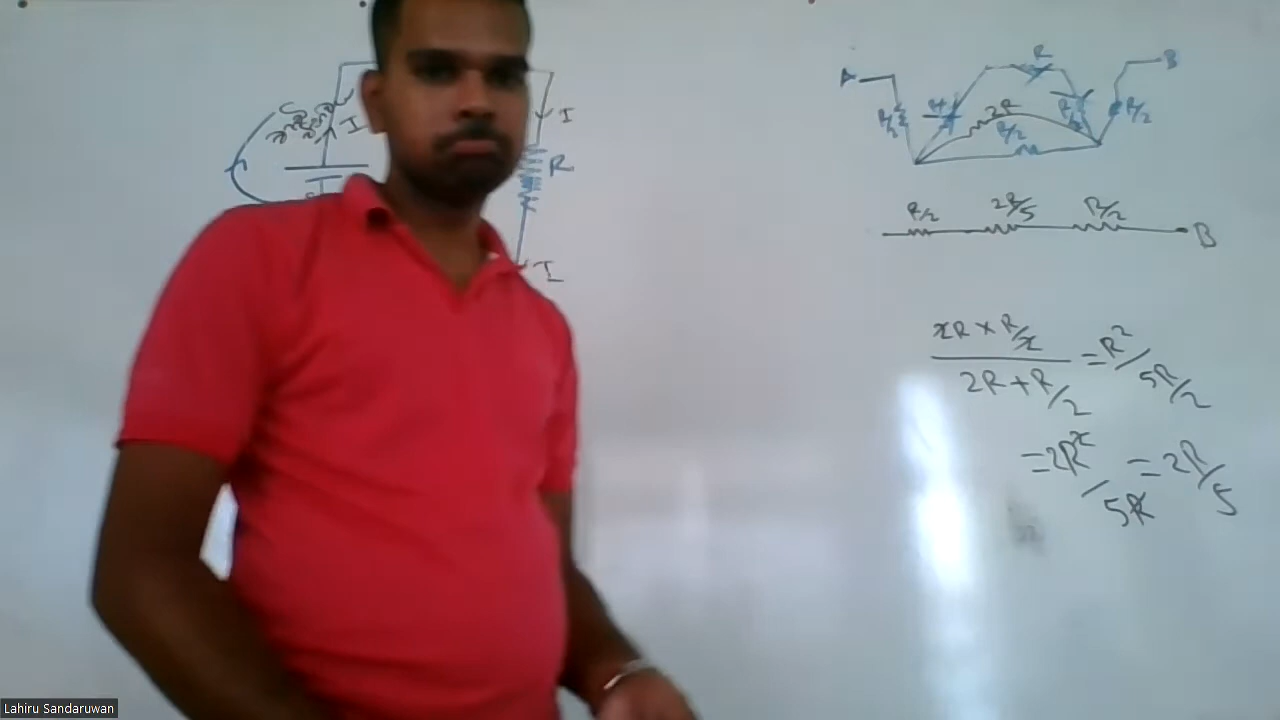 I
I
R
I
A
R/2
R
2R
R/2
R/2
R/2
B
R/2 2R/5 R/2 B
xR × R/x
2R + R/2
= R² / 5R/2
= 2R² / 5R = 2R/5
Lahiru Sandaruwan